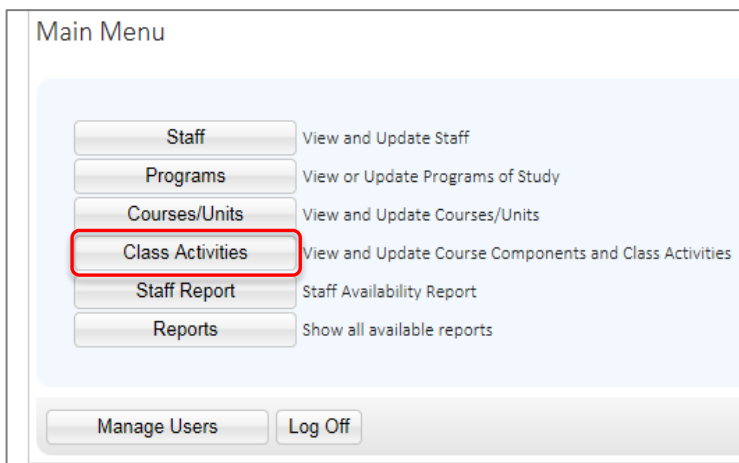 Main Menu
Staff View and Update Staff
Programs View or Update Programs of Study
Courses/Units View and Update Courses/Units
Class Activities View and Update Course Components and Class Activities
Staff Report Staff Availability Report
Reports Show all available reports
Manage Users Log Off